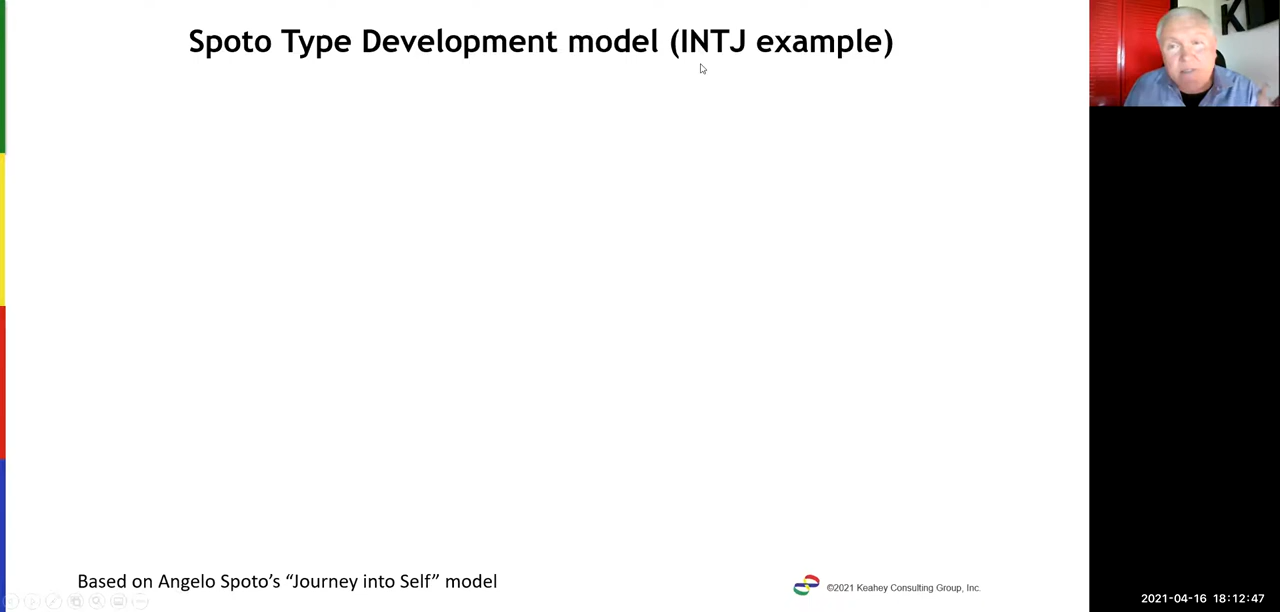 Spoto Type Development model (INTJ example)
K
Based on Angelo Spoto’s “Journey into Self” model
©2021 Keahey Consulting Group, Inc.
2021-04-16 18:12:47